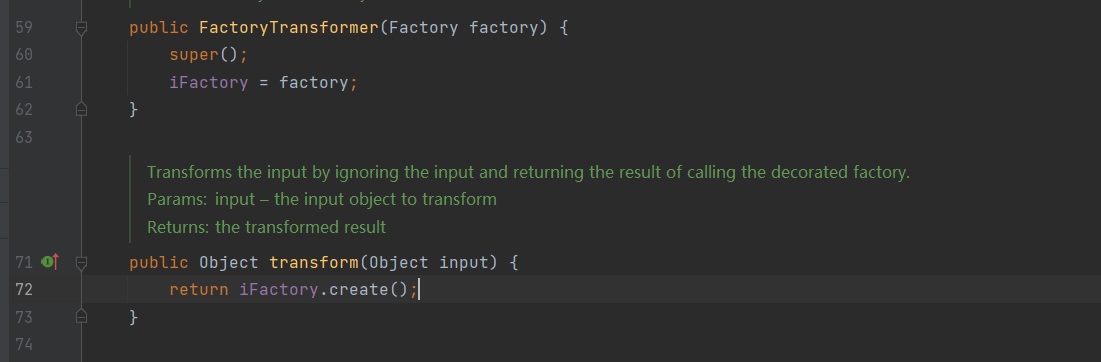 59 public FactoryTransformer(Factory factory) {
60 super();
61 iFactory = factory;
62 }
63
Transforms the input by ignoring the input and returning the result of calling the decorated factory.
Params: input – the input object to transform
Returns: the transformed result
71 public Object transform(Object input) {
72 return iFactory.create();
73 }
74